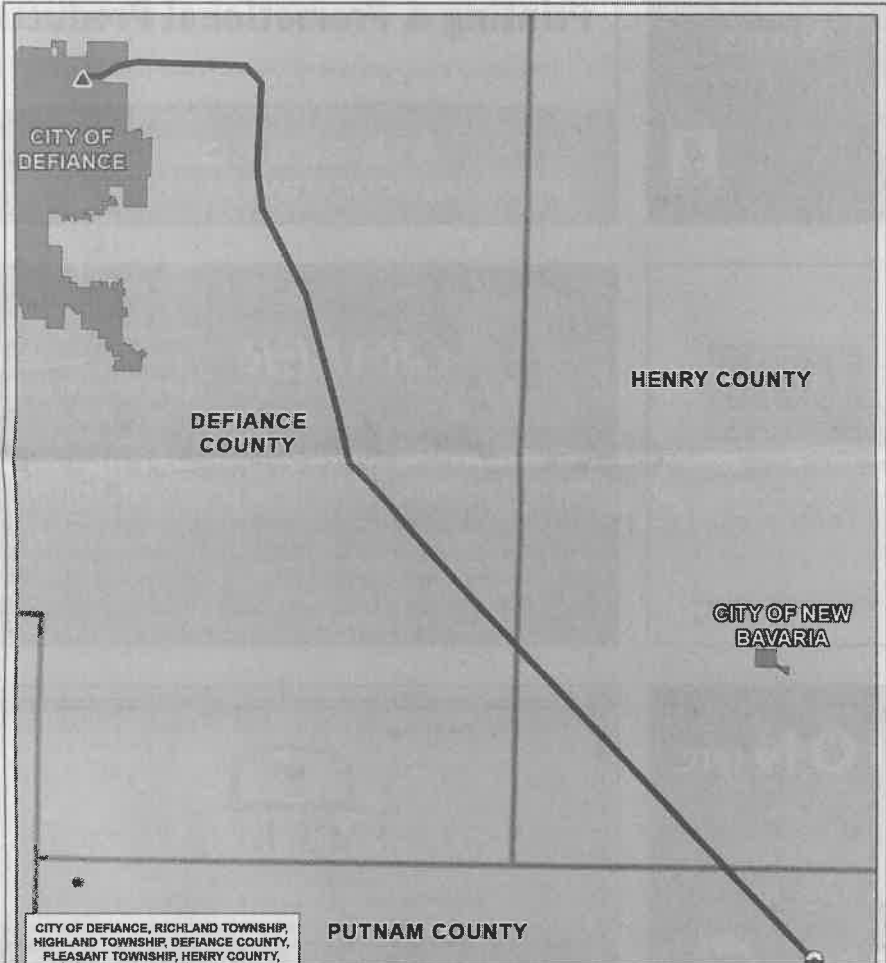 CITY OF
DEFIANCE
HENRY COUNTY
DEFIANCE
COUNTY
CITY OF NEW
BAVARIA
PUTNAM COUNTY
CITY OF DEFIANCE, RICHLAND TOWNSHIP,
HIGHLAND TOWNSHIP, DEFIANCE COUNTY,
PLEASANT TOWNSHIP, HENRY COUNTY,